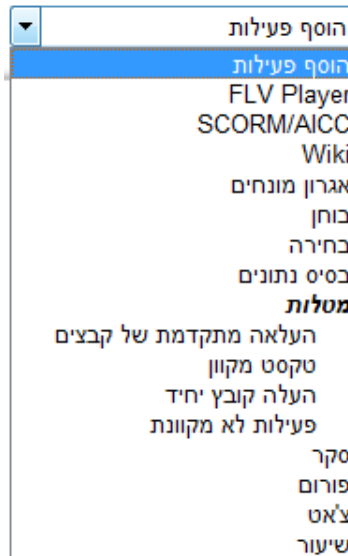 הוסף פעילות
הוסף פעילות
FLV Player
SCORM/AICC
Wiki
אגרון מונחים
בוחן
בחירה
בסיס נתונים
מטלות
העלאה מתקדמת של קבצים
טקסט מקוון
העלה קובץ יחיד
פעילות לא מקוונת
סקר
פורום
צ'אט
שיעור